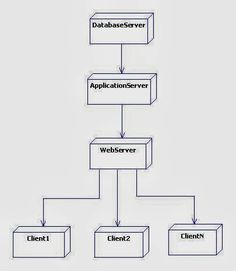 DatabaseServer
ApplicationServer
WebServer
Client1
Client2
ClientN